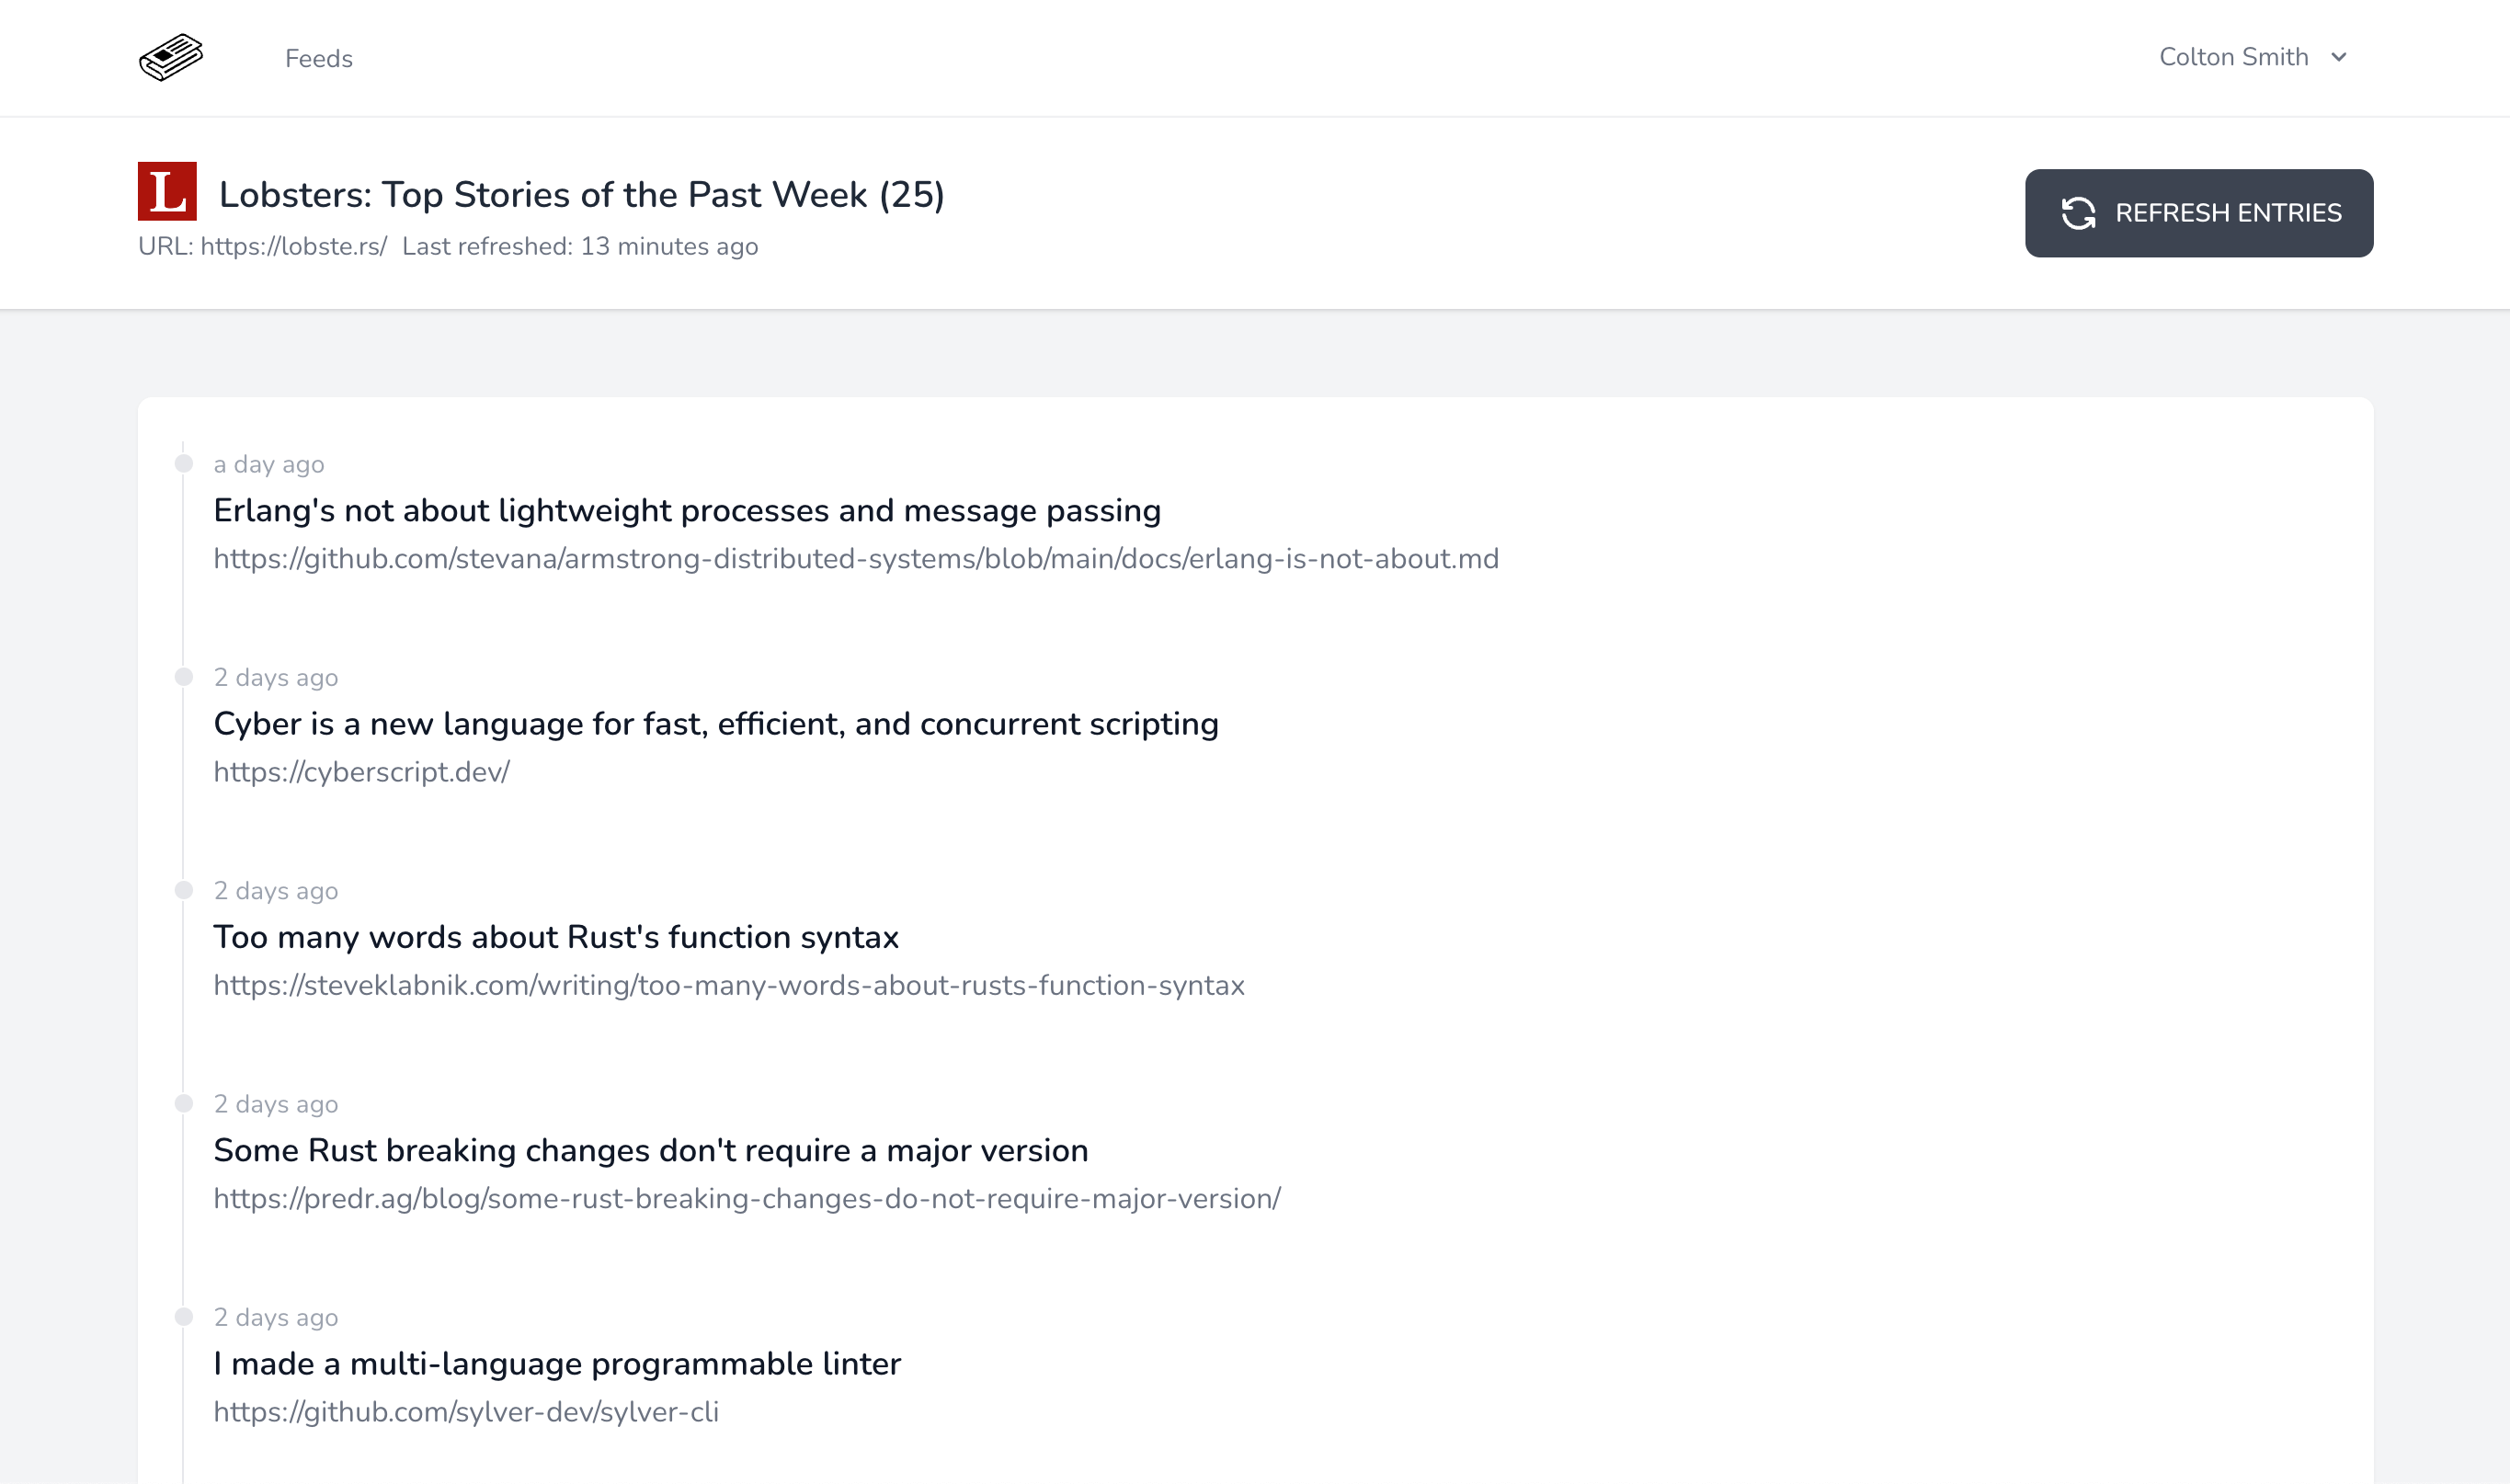 Feeds
Colton Smith
L Lobsters: Top Stories of the Past Week (25)
URL: https://lobste.rs/ Last refreshed: 13 minutes ago
REFRESH ENTRIES
a day ago
Erlang's not about lightweight processes and message passing
https://github.com/stevana/armstrong-distributed-systems/blob/main/docs/erlang-is-not-about.md
2 days ago
Cyber is a new language for fast, efficient, and concurrent scripting
https://cyberscript.dev/
2 days ago
Too many words about Rust's function syntax
https://steveklabnik.com/writing/too-many-words-about-rusts-function-syntax
2 days ago
Some Rust breaking changes don't require a major version
https://predr.ag/blog/some-rust-breaking-changes-do-not-require-major-version/
2 days ago
I made a multi-language programmable linter
https://github.com/sylver-dev/sylver-cli